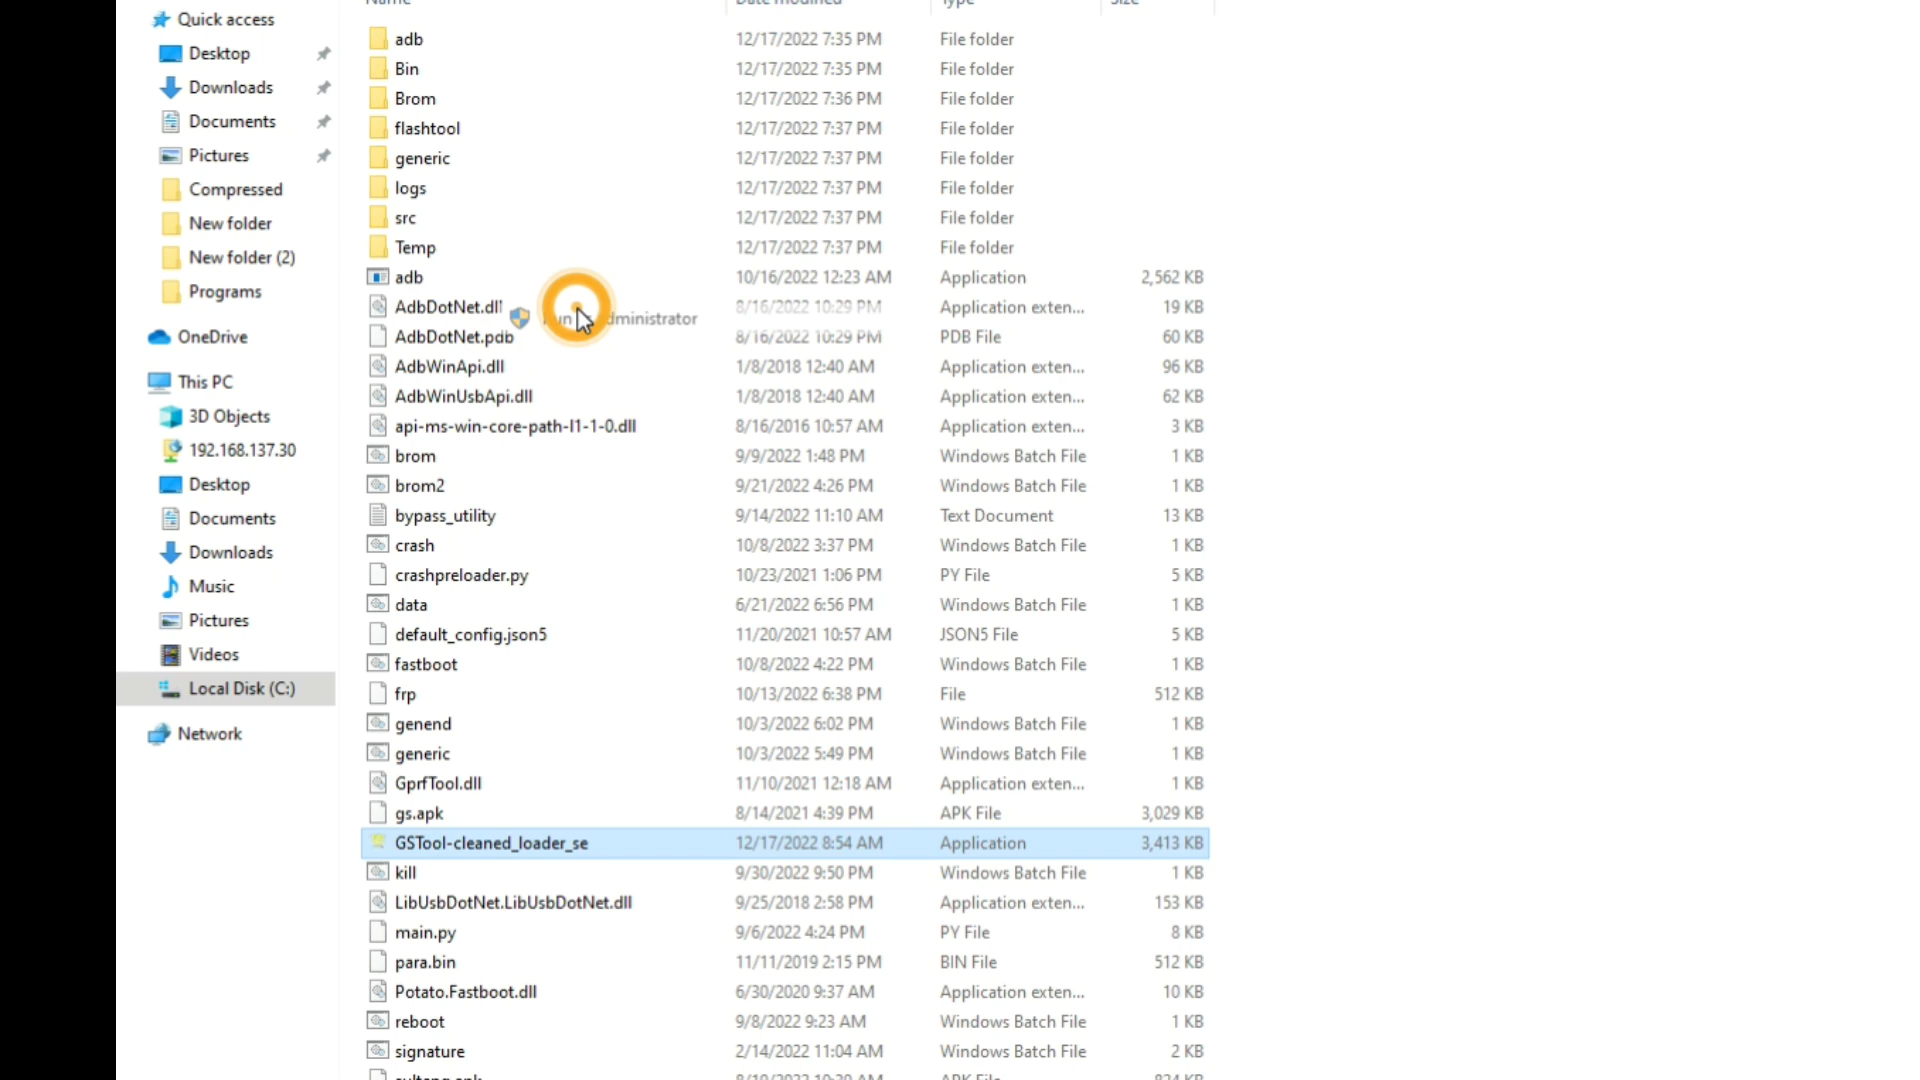 Name Date modified Type Size
Quick access
Desktop
Downloads
Documents
Pictures
Compressed
New folder
New folder (2)
Programs
OneDrive
This PC
3D Objects
192.168.137.30
Desktop
Documents
Downloads
Music
Pictures
Videos
Local Disk (C:)
Network
adb 12/17/2022 7:35 PM File folder
Bin 12/17/2022 7:35 PM File folder
Brom 12/17/2022 7:36 PM File folder
flashtool 12/17/2022 7:37 PM File folder
generic 12/17/2022 7:37 PM File folder
logs 12/17/2022 7:37 PM File folder
src 12/17/2022 7:37 PM File folder
Temp 12/17/2022 7:37 PM File folder
adb 10/16/2022 12:23 AM Application 2,562 KB
AdbDotNet.dll 8/16/2022 10:29 PM Application exten... 19 KB
administrator
AdbDotNet.pdb 8/16/2022 10:29 PM PDB File 60 KB
AdbWinApi.dll 1/8/2018 12:40 AM Application exten... 96 KB
AdbWinUsbApi.dll 1/8/2018 12:40 AM Application exten... 62 KB
api-ms-win-core-path-l1-1-0.dll 8/16/2016 10:57 AM Application exten... 3 KB
brom 9/9/2022 1:48 PM Windows Batch File 1 KB
brom2 9/21/2022 4:26 PM Windows Batch File 1 KB
bypass_utility 9/14/2022 11:10 AM Text Document 13 KB
crash 10/8/2022 3:37 PM Windows Batch File 1 KB
crashpreloader.py 10/23/2021 1:06 PM PY File 5 KB
data 6/21/2022 6:56 PM Windows Batch File 1 KB
default_config.json5 11/20/2021 10:57 AM JSON5 File 5 KB
fastboot 10/8/2022 4:22 PM Windows Batch File 1 KB
frp 10/13/2022 6:38 PM File 512 KB
genend 10/3/2022 6:02 PM Windows Batch File 1 KB
generic 10/3/2022 5:49 PM Windows Batch File 1 KB
GprfTool.dll 11/10/2021 12:18 AM Application exten... 1 KB
gs.apk 8/14/2021 4:39 PM APK File 3,029 KB
GSTool-cleaned_loader_se 12/17/2022 8:54 AM Application 3,413 KB
kill 9/30/2022 9:50 PM Windows Batch File 1 KB
LibUsbDotNet.LibUsbDotNet.dll 9/25/2018 2:58 PM Application exten... 153 KB
main.py 9/6/2022 4:24 PM PY File 8 KB
para.bin 11/11/2019 2:15 PM BIN File 512 KB
Potato.Fastboot.dll 6/30/2020 9:37 AM Application exten... 10 KB
reboot 9/8/2022 9:23 AM Windows Batch File 1 KB
signature 2/14/2022 11:04 AM Windows Batch File 2 KB
APK File